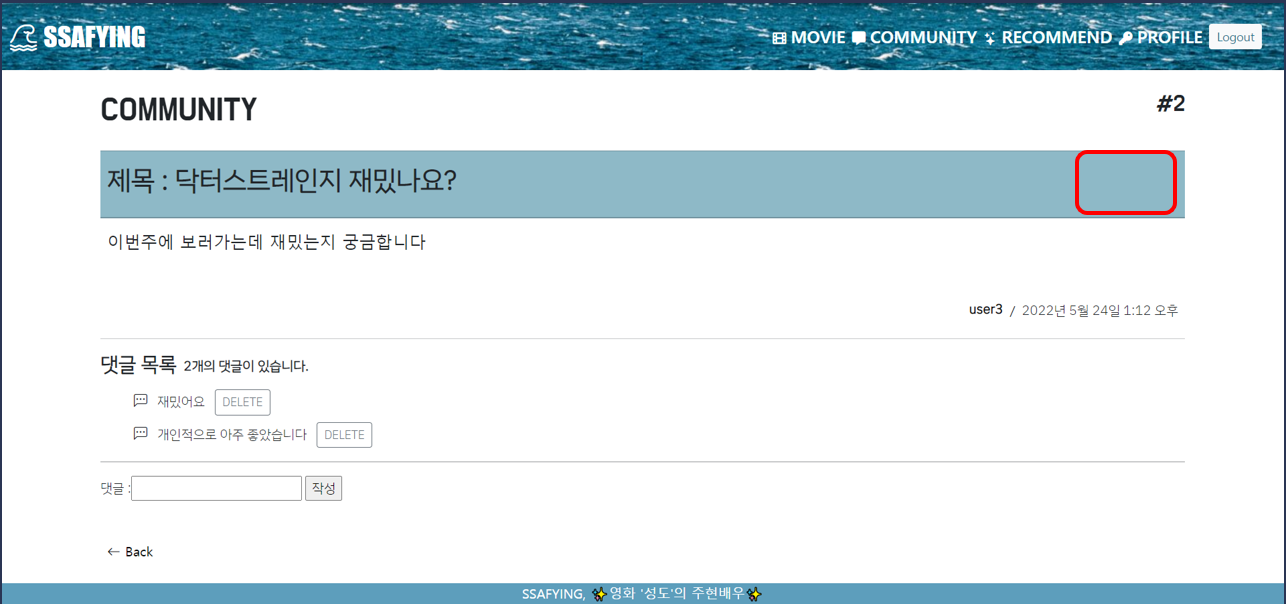 SSAFYING MOVIE COMMUNITY RECOMMEND PROFILE Logout
COMMUNITY #2
제목 : 닥터스트레인지 재밌나요?
이번주에 보러가는데 재밌는지 궁금합니다
user3 / 2022년 5월 24일 1:12 오후
댓글 목록 2개의 댓글이 있습니다.
재밌어요 DELETE
개인적으로 아주 좋았습니다 DELETE
댓글 : 작성
← Back
SSAFYING, ✨영화 '성도'의 주현배우✨